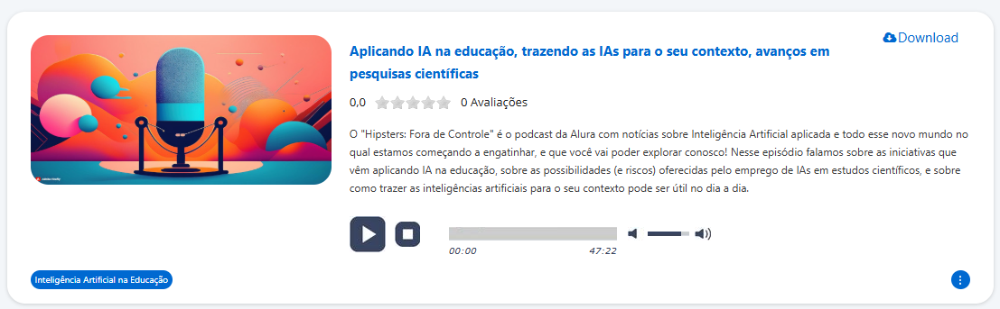 Download
Aplicando IA na educação, trazendo as IAs para o seu contexto, avanços em
pesquisas científicas
0,0 0 Avaliações
O "Hipsters: Fora de Controle" é o podcast da Alura com notícias sobre Inteligência Artificial aplicada e todo esse novo mundo no
qual estamos começando a engatinhar, e que você vai poder explorar conosco! Nesse episódio falamos sobre as iniciativas que
vêm aplicando IA na educação, sobre as possibilidades (e riscos) oferecidas pelo emprego de IAs em estudos científicos, e sobre
como trazer as inteligências artificiais para o seu contexto pode ser útil no dia a dia.
00:00 47:22
Inteligência Artificial na Educação
Adobe Firefly